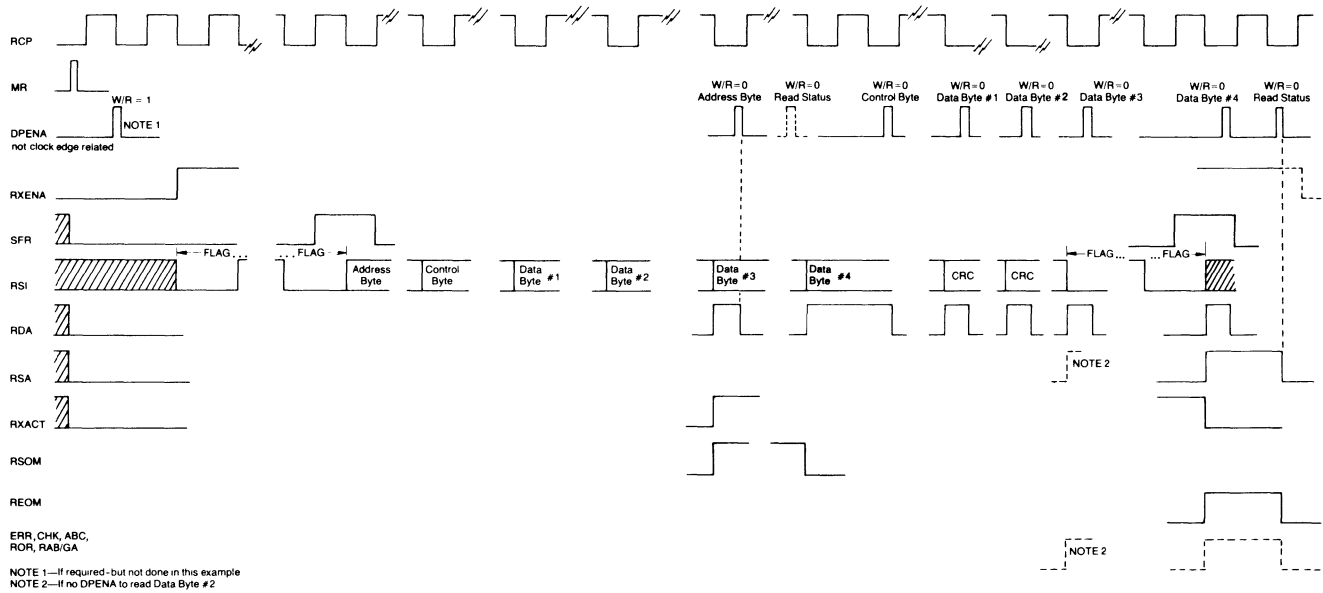 RCP
MR
W/R = 1
NOTE 1
W/R=0 Address Byte
W/R=0 Read Status
W/R=0 Control Byte
W/R=0 Data Byte #1
W/R=0 Data Byte #2
W/R=0 Data Byte #3
W/R=0 Data Byte #4
W/R=0 Read Status
DPENA
not clock edge related
RXENA
SFR
FLAG...
...FLAG
FLAG...
...FLAG
RSI
Address Byte
Control Byte
Data Byte #1
Data Byte #2
Data Byte #3
Data Byte #4
CRC
CRC
RDA
RSA
NOTE 2
RXACT
RSOM
REOM
ERR, CHK, ABC,
ROR, RAB/GA
NOTE 2
NOTE 1—If required-but not done in this example
NOTE 2—If no DPENA to read Data Byte #2